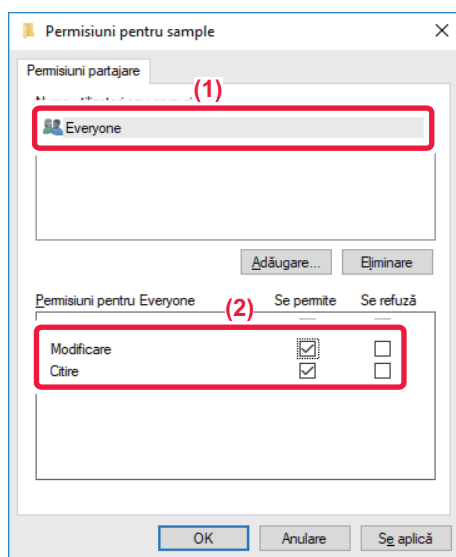 Permisiuni pentru sample
Permisiuni partajare
(1)
Everyone
Adăugare... Eliminare
Permisiuni pentru Everyone (2) Se permite Se refuză
Modificare
Citire
OK Anulare Se aplică